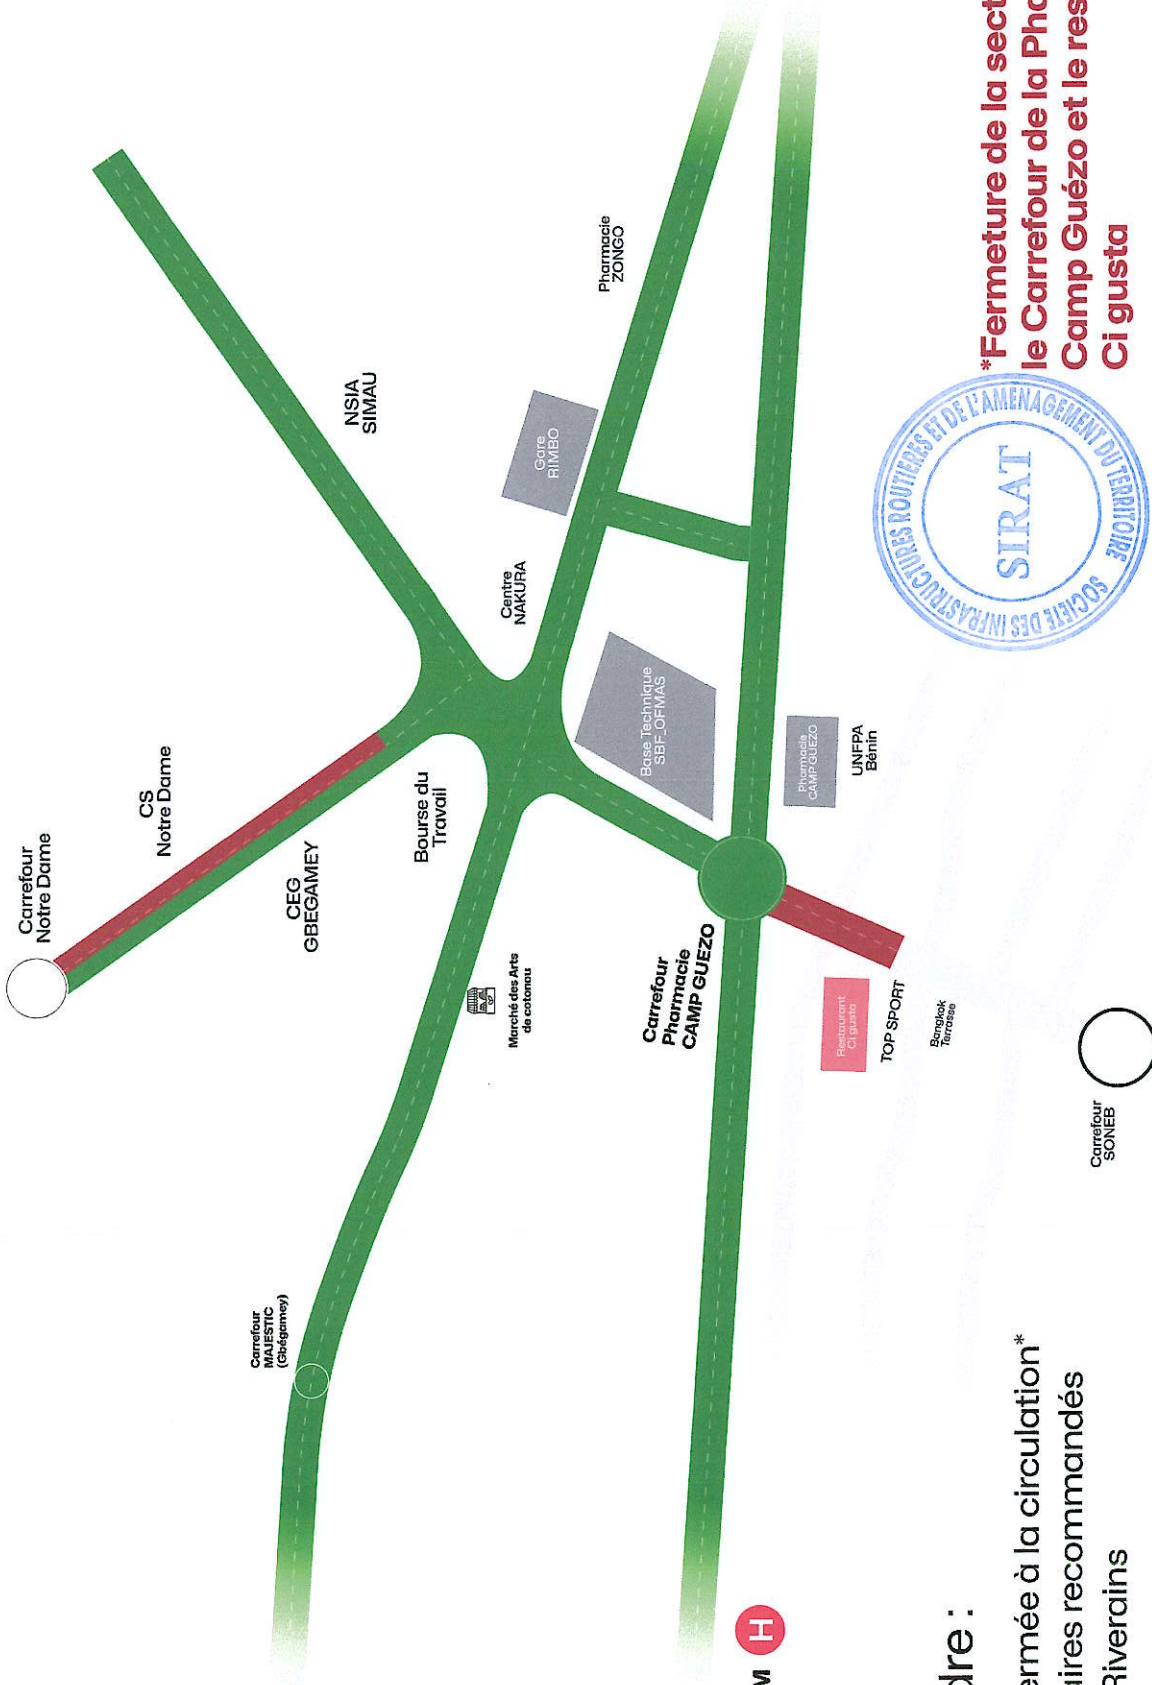 Carrefour
Notre Dame
CS
Notre Dame
CEG
GBEGAMEY
Bourse du
Travail
NSIA
SIMAU
Centre
NAKURA
Gare
RIMBO
Pharmacie
ZONGO
Carrefour
MAJESTIC
(Gbégamey)
Marché des Arts
de cotonou
Base Technique
SBF_OFMAS
Carrefour
Pharmacie
CAMP GUEZO
Pharmacie
CAMP GUEZO
UNFPA
Bénin
Restaurant
Ci gusta
TOP SPORT
Bangkok
Terrasse
Carrefour
SONEB
H
SOCIETE DES INFRASTRUCTURES ROUTIERES ET DE L'AMENAGEMENT DU TERRITOIRE
SIRAT
*Fermeture de la sect
le Carrefour de la Pha
Camp Guézo et le res
Ci gusta
dre :
ermée à la circulation*
aires recommandés
Riverains